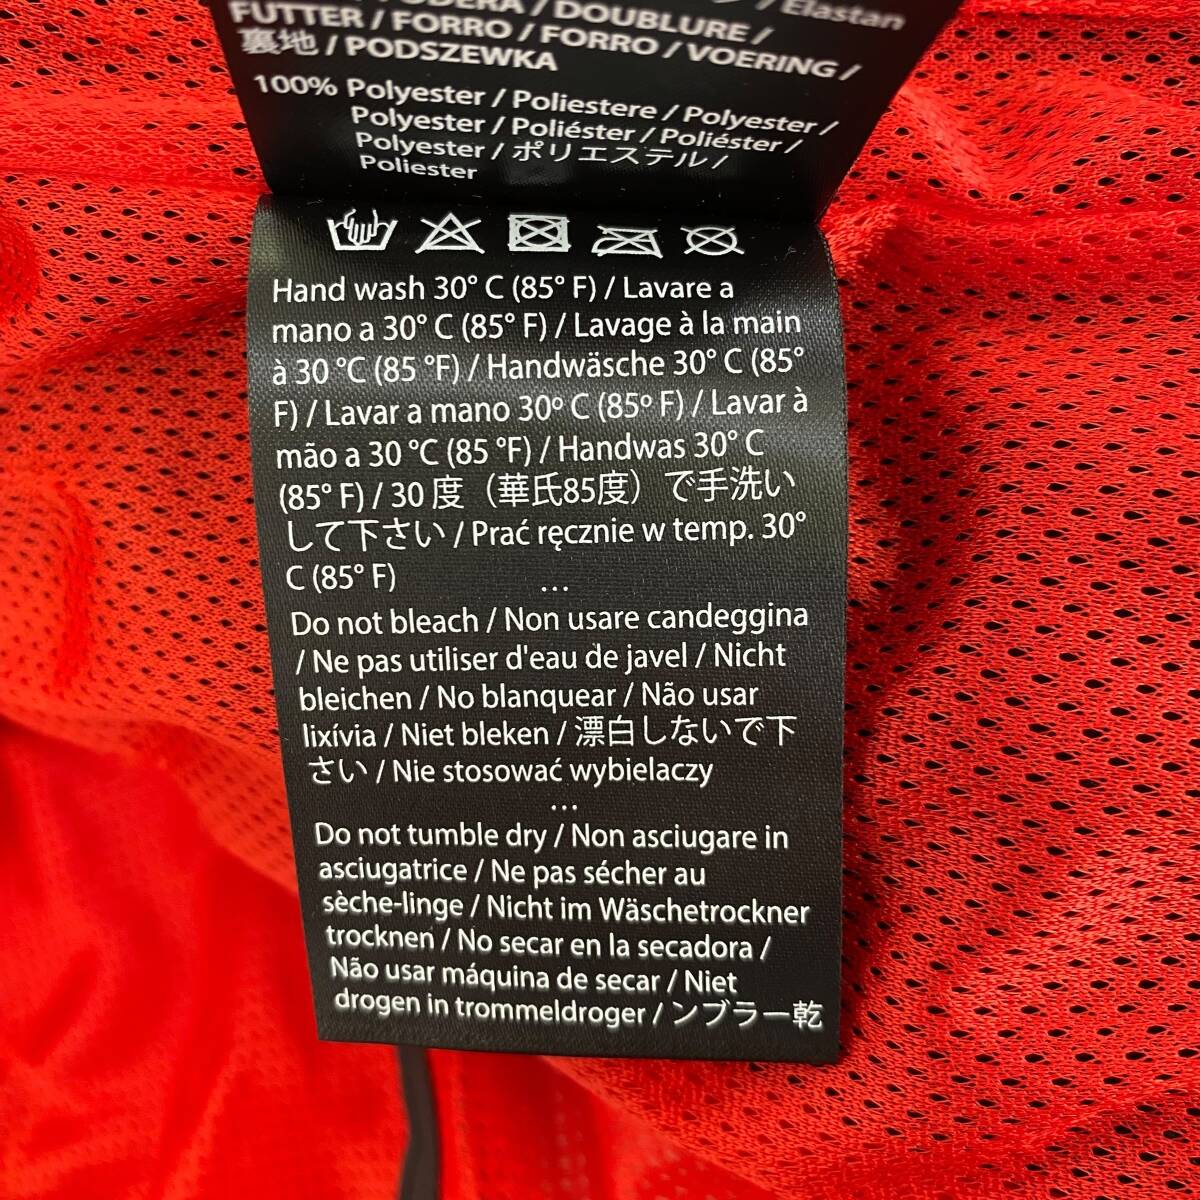 / Elastan
FODERA / DOUBLURE /
FUTTER / FORRO / FORRO / VOERING /
裏地 / PODSZEWKA
100% Polyester / Poliestere / Polyester /
Polyester / Poliéster / Poliéster /
Polyester / ポリエステル /
Poliester
Hand wash 30° C (85° F) / Lavare a
mano a 30° C (85° F) / Lavage à la main
à 30 °C (85 °F) / Handwäsche 30° C (85°
F) / Lavar a mano 30º C (85º F) / Lavar à
mão a 30 °C (85 °F) / Handwas 30° C
(85° F) / 30 度（華氏85度）で手洗い
して下さい / Prać ręcznie w temp. 30°
C (85° F)
...
Do not bleach / Non usare candeggina
/ Ne pas utiliser d'eau de javel / Nicht
bleichen / No blanquear / Não usar
lixívia / Niet bleken / 漂白しないで下
さい / Nie stosować wybielaczy
...
Do not tumble dry / Non asciugare in
asciugatrice / Ne pas sécher au
sèche-linge / Nicht im Wäschetrockner
trocknen / No secar en la secadora /
Não usar máquina de secar / Niet
drogen in trommeldroger / ンブラー乾